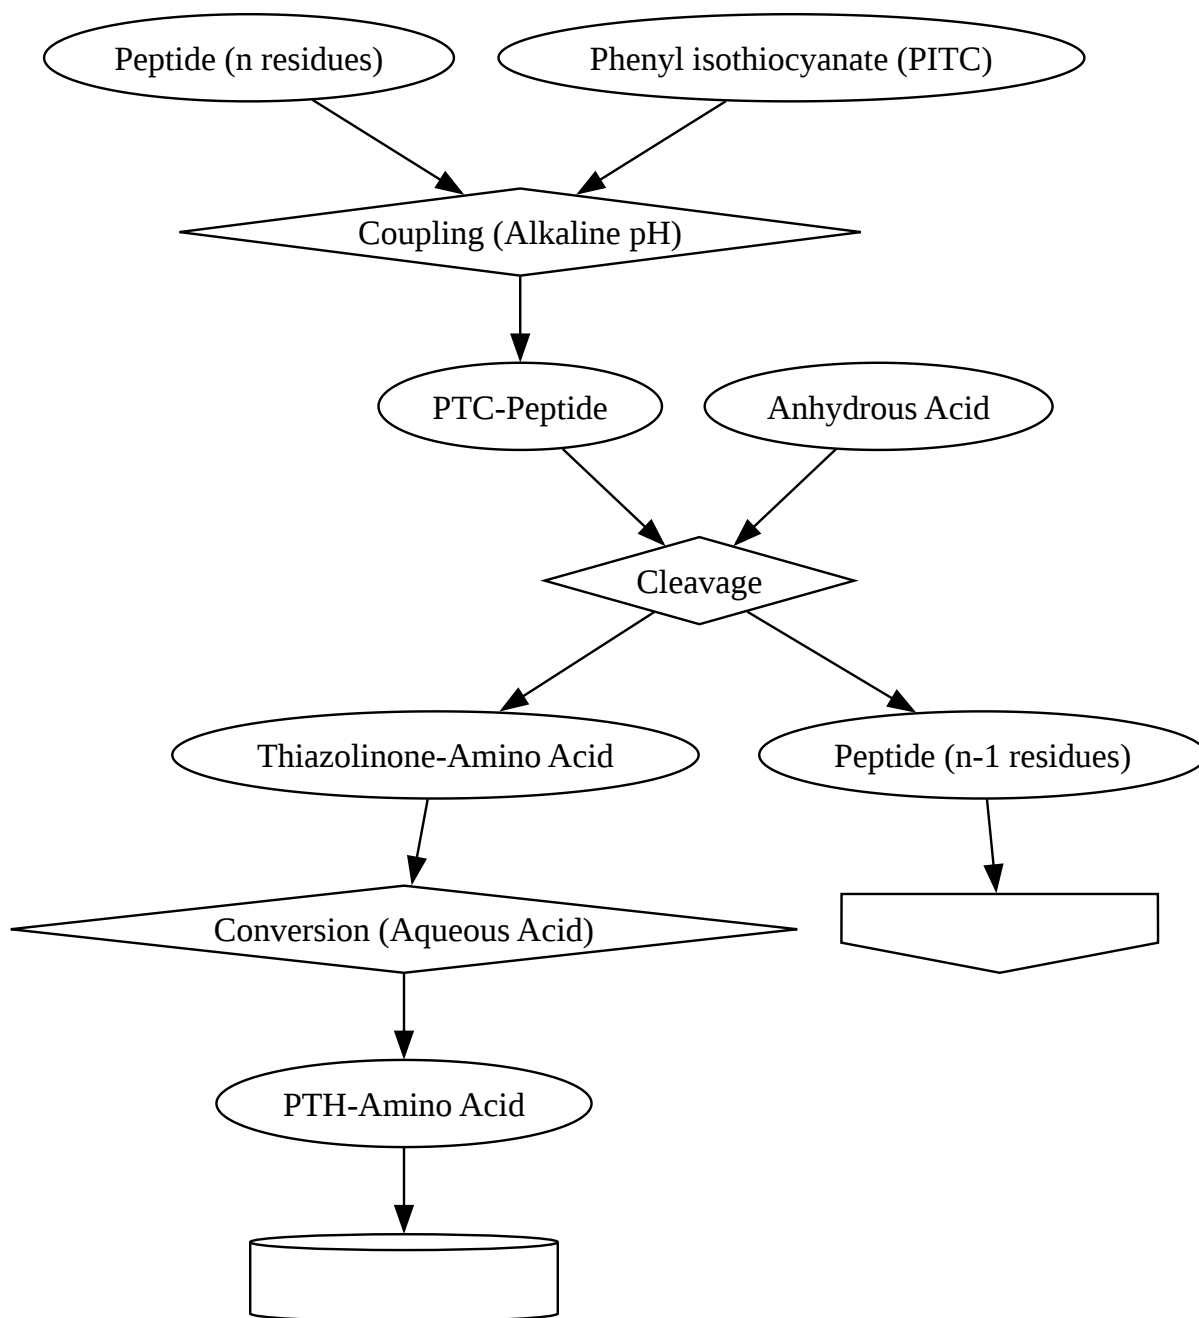 Peptide (n residues)
Phenyl isothiocyanate (PITC)
Coupling (Alkaline pH)
PTC-Peptide
Anhydrous Acid
Cleavage
Thiazolinone-Amino Acid
Peptide (n-1 residues)
Conversion (Aqueous Acid)
PTH-Amino Acid